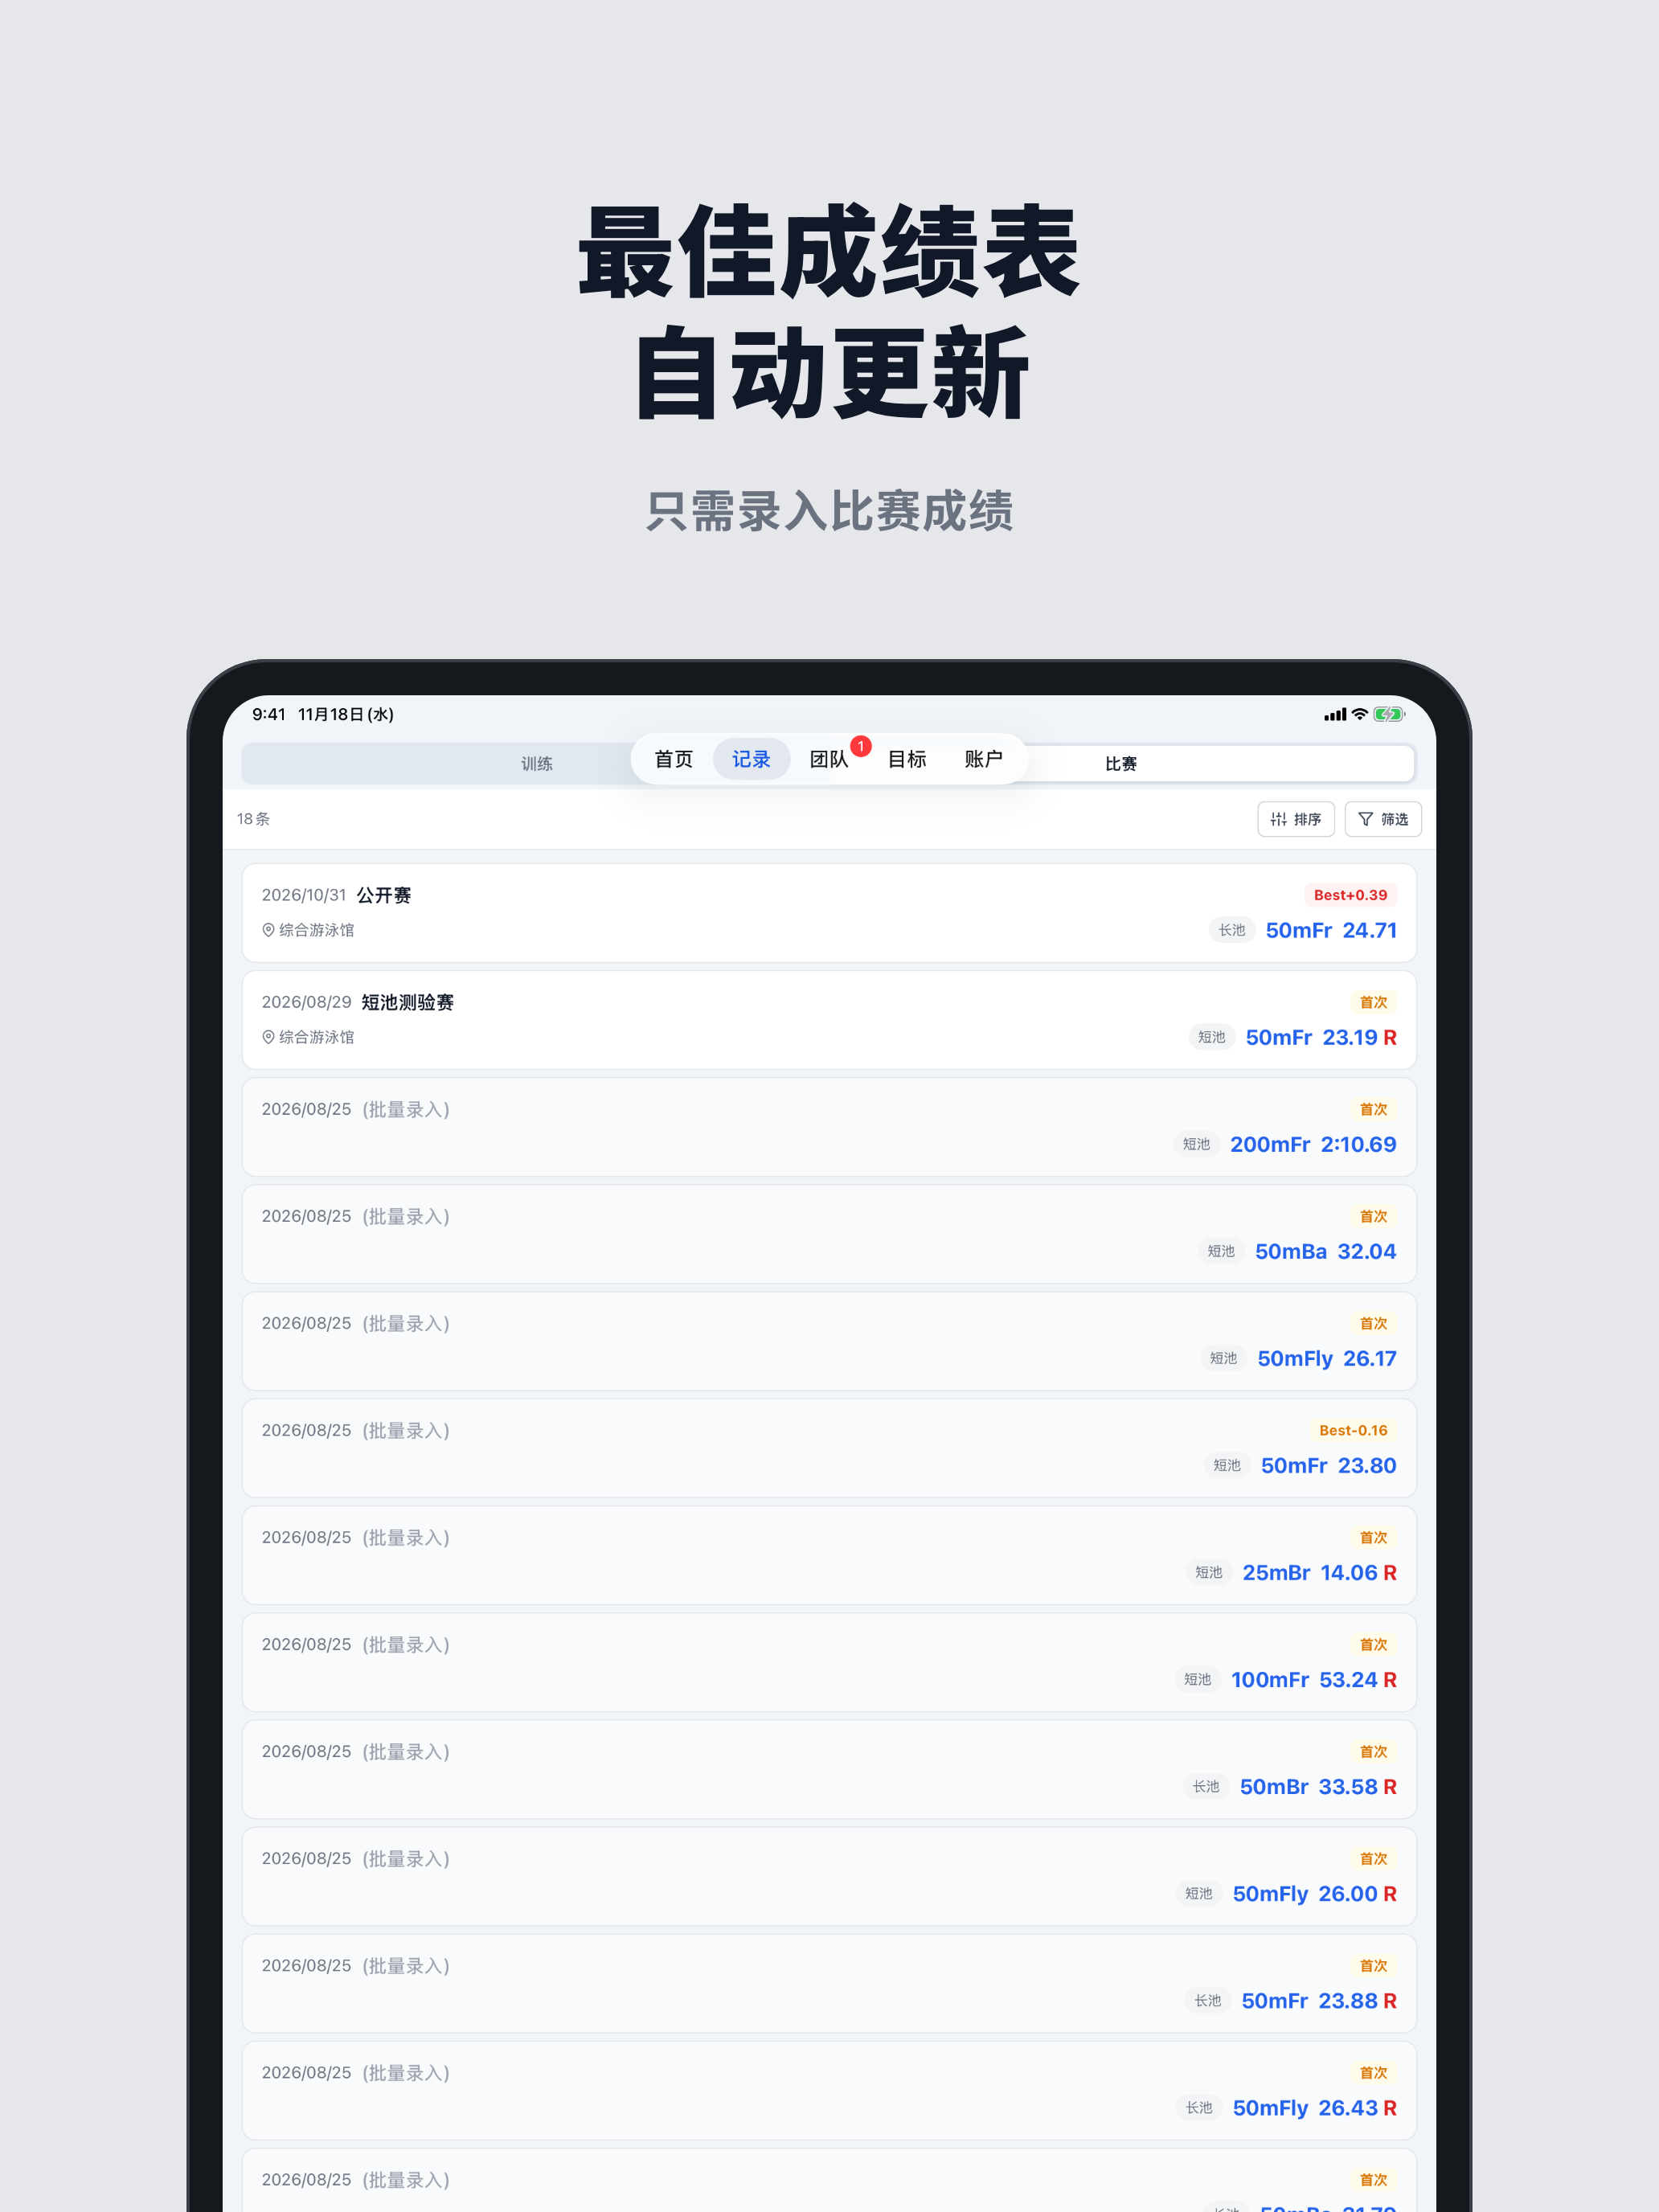 最佳成绩表
自动更新
只需录入比赛成绩
9:41 11月18日(水)
训练 首页 记录 团队 1 目标 账户 比赛
18条 排序 筛选
2026/10/31 公开赛 Best+0.39
综合游泳馆 长池 50mFr 24.71
2026/08/29 短池测验赛 首次
综合游泳馆 短池 50mFr 23.19 R
2026/08/25 (批量录入) 首次
短池 200mFr 2:10.69
2026/08/25 (批量录入) 首次
短池 50mBa 32.04
2026/08/25 (批量录入) 首次
短池 50mFly 26.17
2026/08/25 (批量录入) Best-0.16
短池 50mFr 23.80
2026/08/25 (批量录入) 首次
短池 25mBr 14.06 R
2026/08/25 (批量录入) 首次
短池 100mFr 53.24 R
2026/08/25 (批量录入) 首次
长池 50mBr 33.58 R
2026/08/25 (批量录入) 首次
短池 50mFly 26.00 R
2026/08/25 (批量录入) 首次
长池 50mFr 23.88 R
2026/08/25 (批量录入) 首次
长池 50mFly 26.43 R
2026/08/25 (批量录入) 首次